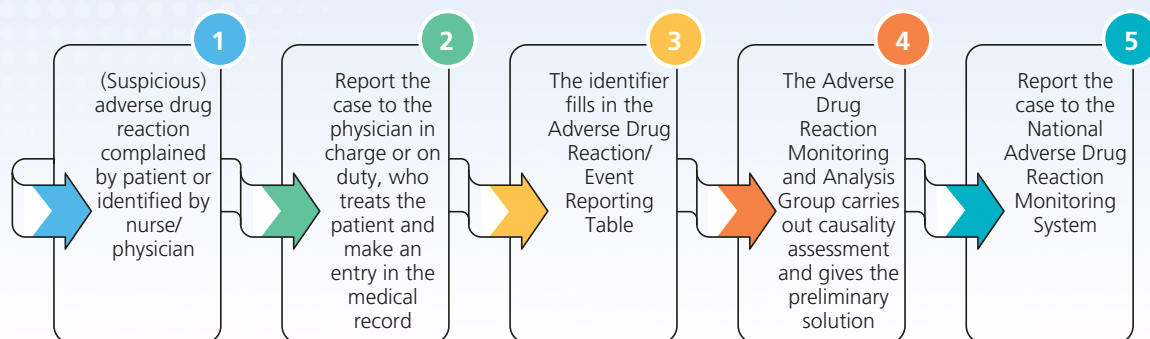 1
(Suspicious)
adverse drug
reaction
complained
by patient or
identified by
nurse/
physician
2
Report the
case to the
physician in
charge or on
duty, who
treats the
patient and
make an
entry in the
medical
record
3
The identifier
fills in the
Adverse Drug
Reaction/
Event
Reporting
Table
4
The Adverse
Drug
Reaction
Monitoring
and Analysis
Group carries
out causality
assessment
and gives the
preliminary
solution
5
Report the
case to the
National
Adverse Drug
Reaction
Monitoring
System